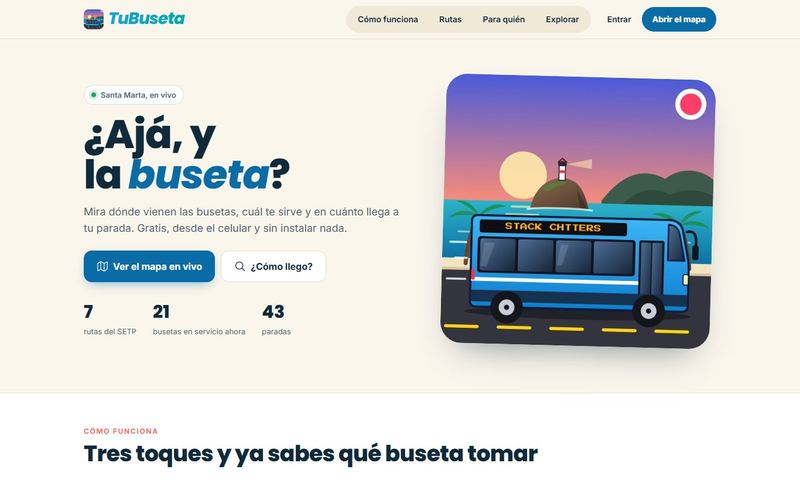 TuBuseta
Cómo funciona
Rutas
Para quién
Explorar
Entrar
Abrir el mapa
Santa Marta, en vivo
¿Ajá, y
la buseta?
Mira dónde vienen las busetas, cuál te sirve y en cuánto llega a
tu parada. Gratis, desde el celular y sin instalar nada.
Ver el mapa en vivo
¿Cómo llego?
7
rutas del SETP
21
busetas en servicio ahora
43
paradas
STACK CHTTERS
CÓMO FUNCIONA
Tres toques y ya sabes qué buseta tomar